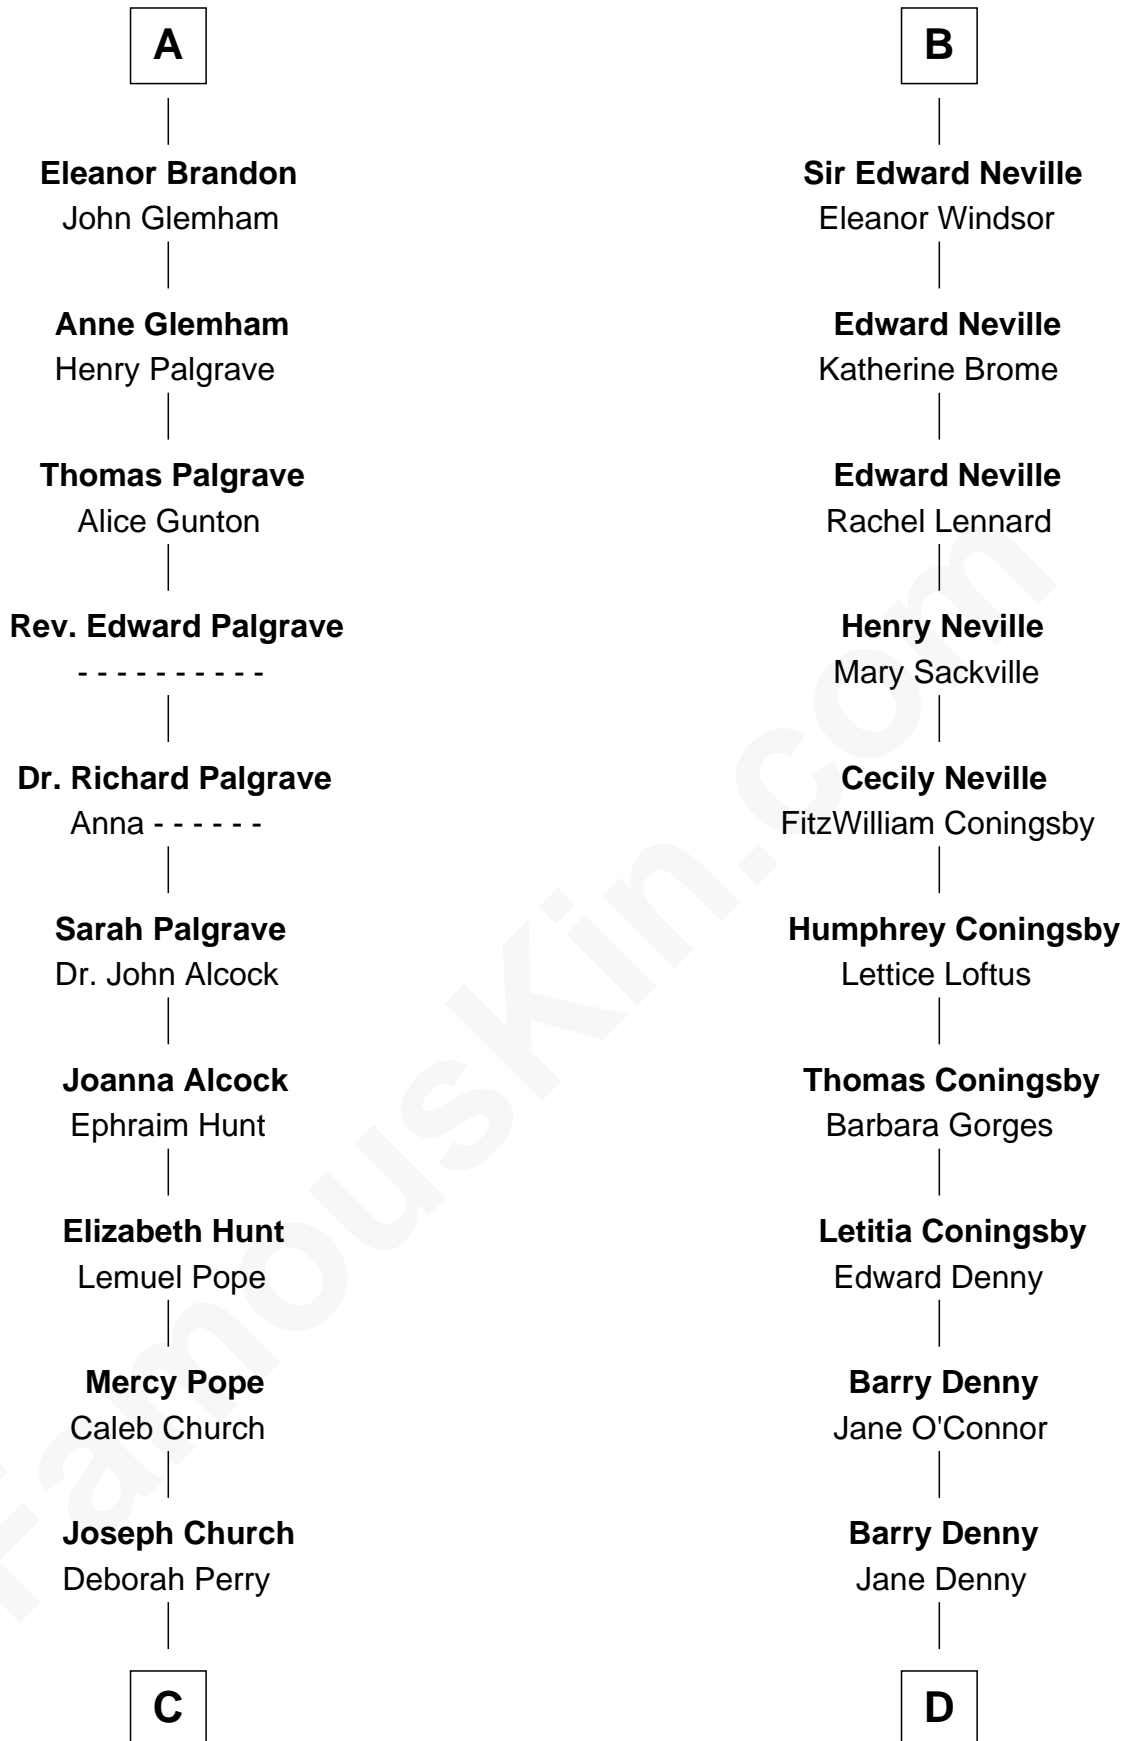 A
Eleanor Brandon
John Glemham
Anne Glemham
Henry Palgrave
Thomas Palgrave
Alice Gunton
Rev. Edward Palgrave
- - - - - - - - - -
Dr. Richard Palgrave
Anna - - - - - -
Sarah Palgrave
Dr. John Alcock
Joanna Alcock
Ephraim Hunt
Elizabeth Hunt
Lemuel Pope
Mercy Pope
Caleb Church
Joseph Church
Deborah Perry
C
B
Sir Edward Neville
Eleanor Windsor
Edward Neville
Katherine Brome
Edward Neville
Rachel Lennard
Henry Neville
Mary Sackville
Cecily Neville
FitzWilliam Coningsby
Humphrey Coningsby
Lettice Loftus
Thomas Coningsby
Barbara Gorges
Letitia Coningsby
Edward Denny
Barry Denny
Jane O'Connor
Barry Denny
Jane Denny
D
FamousKin.com